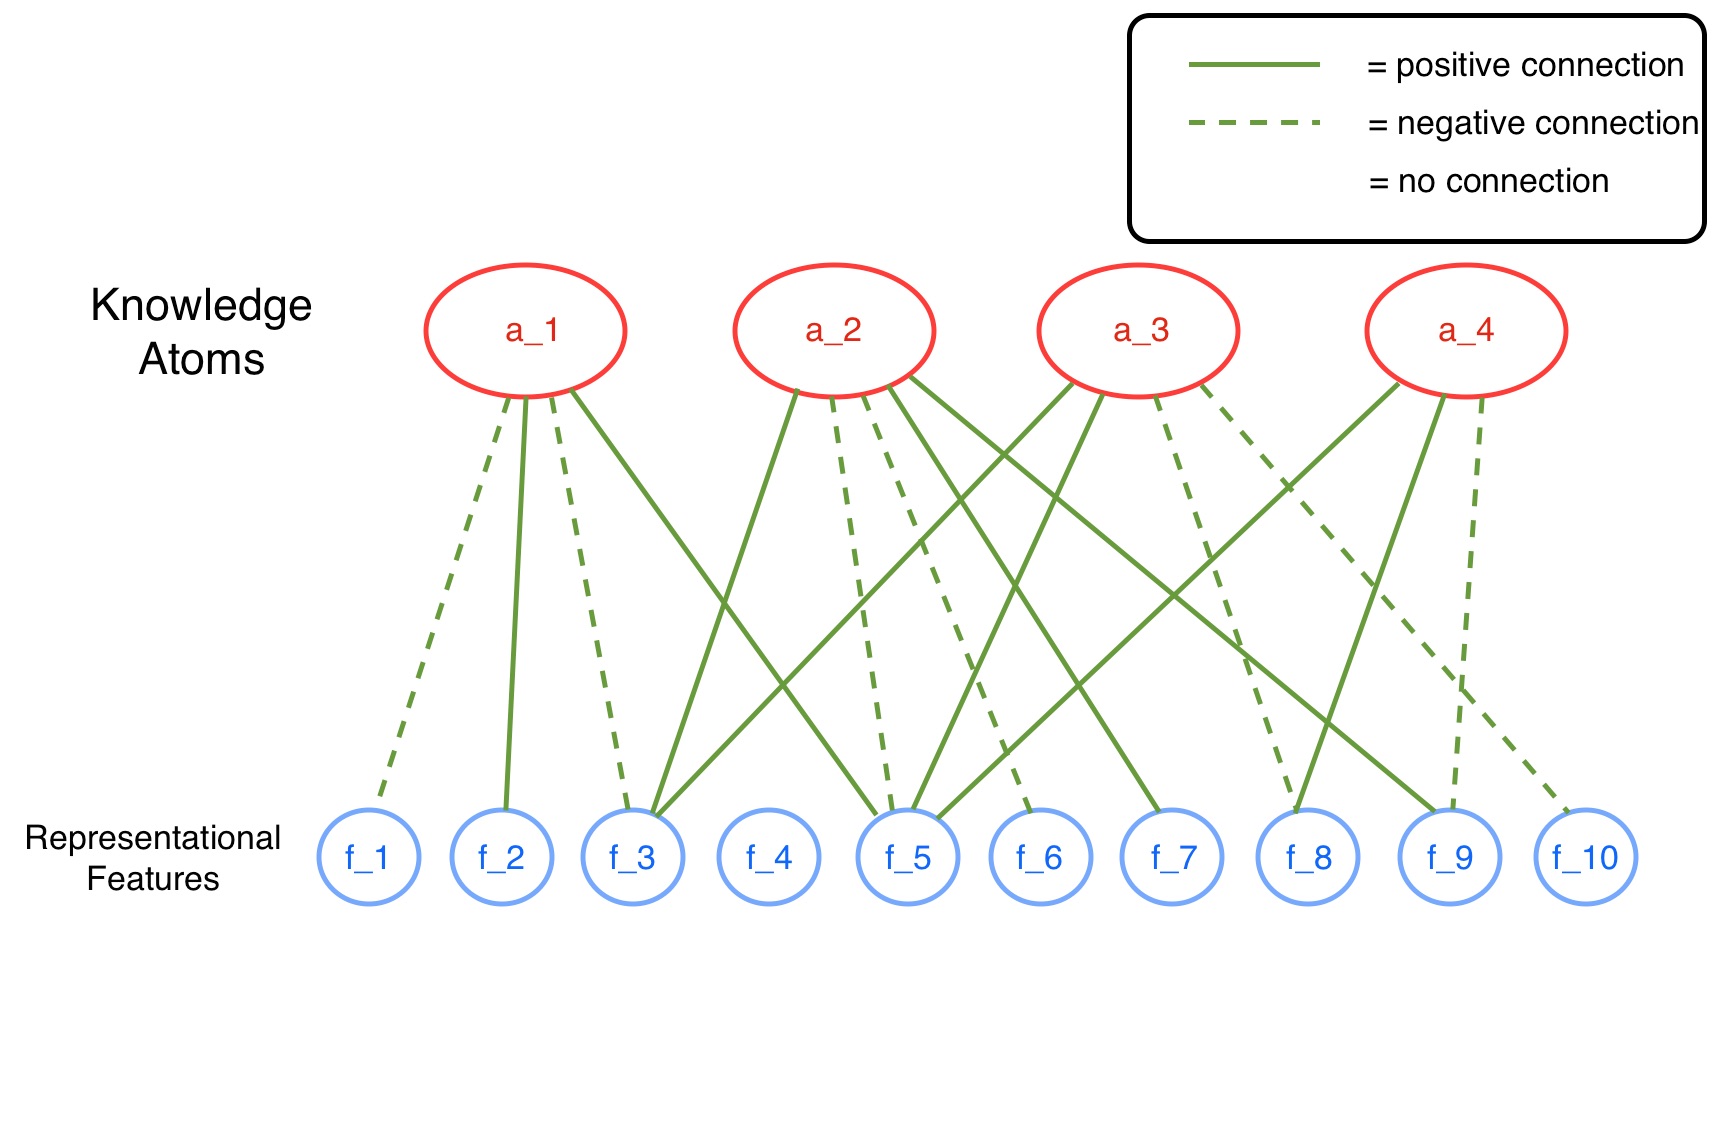 = positive connection
= negative connection
= no connection
Knowledge
Atoms
a_1
a_2
a_3
a_4
Representational
Features
f_1
f_2
f_3
f_4
f_5
f_6
f_7
f_8
f_9
f_10